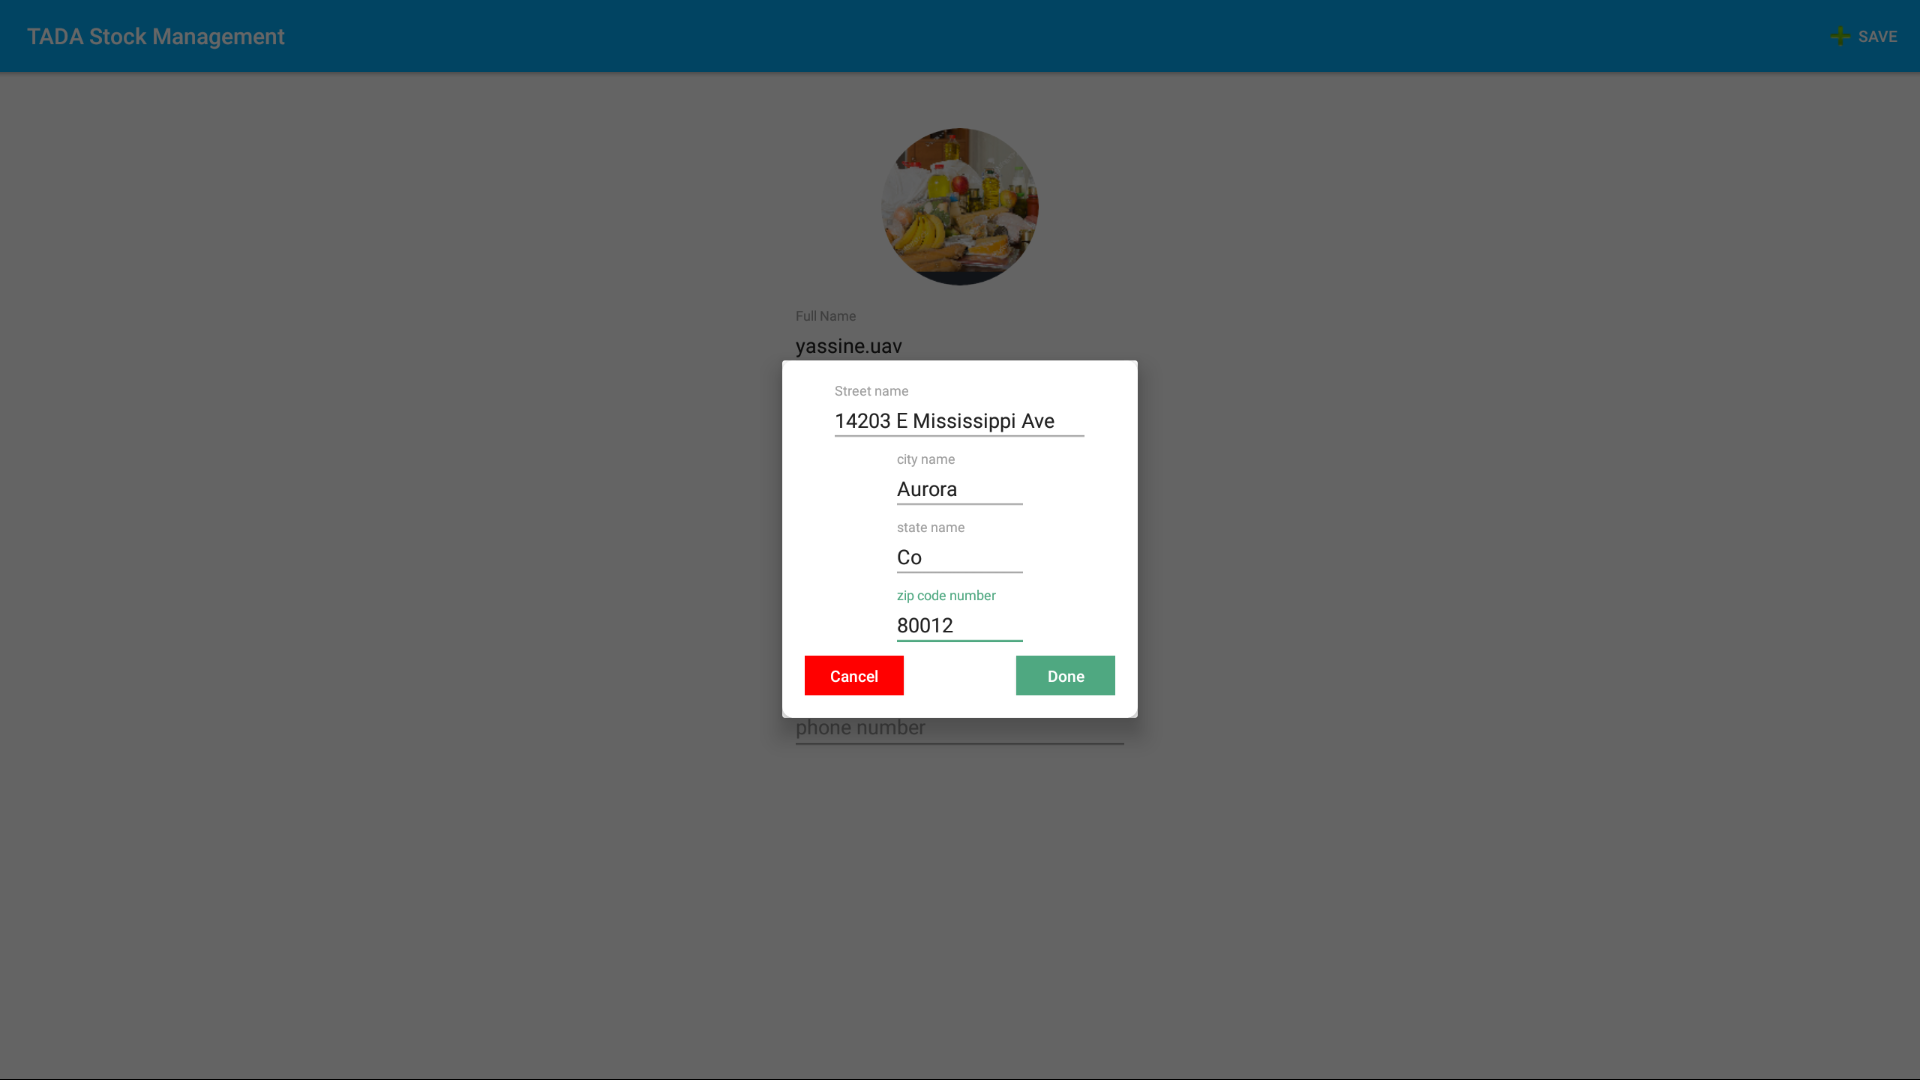 TADA Stock Management
SAVE
Full Name
yassine.uav
Street name
14203 E Mississippi Ave
city name
Aurora
state name
Co
zip code number
80012
Cancel
Done
phone number